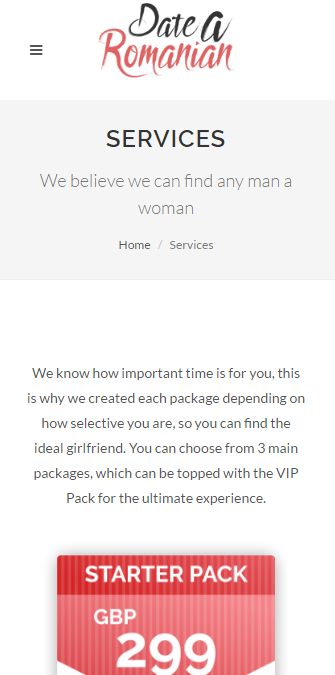 Date A
Romanian
SERVICES
We believe we can find any man a
woman
Home / Services
We know how important time is for you, this
is why we created each package depending on
how selective you are, so you can find the
ideal girlfriend. You can choose from 3 main
packages, which can be topped with the VIP
Pack for the ultimate experience.
STARTER PACK
GBP
299